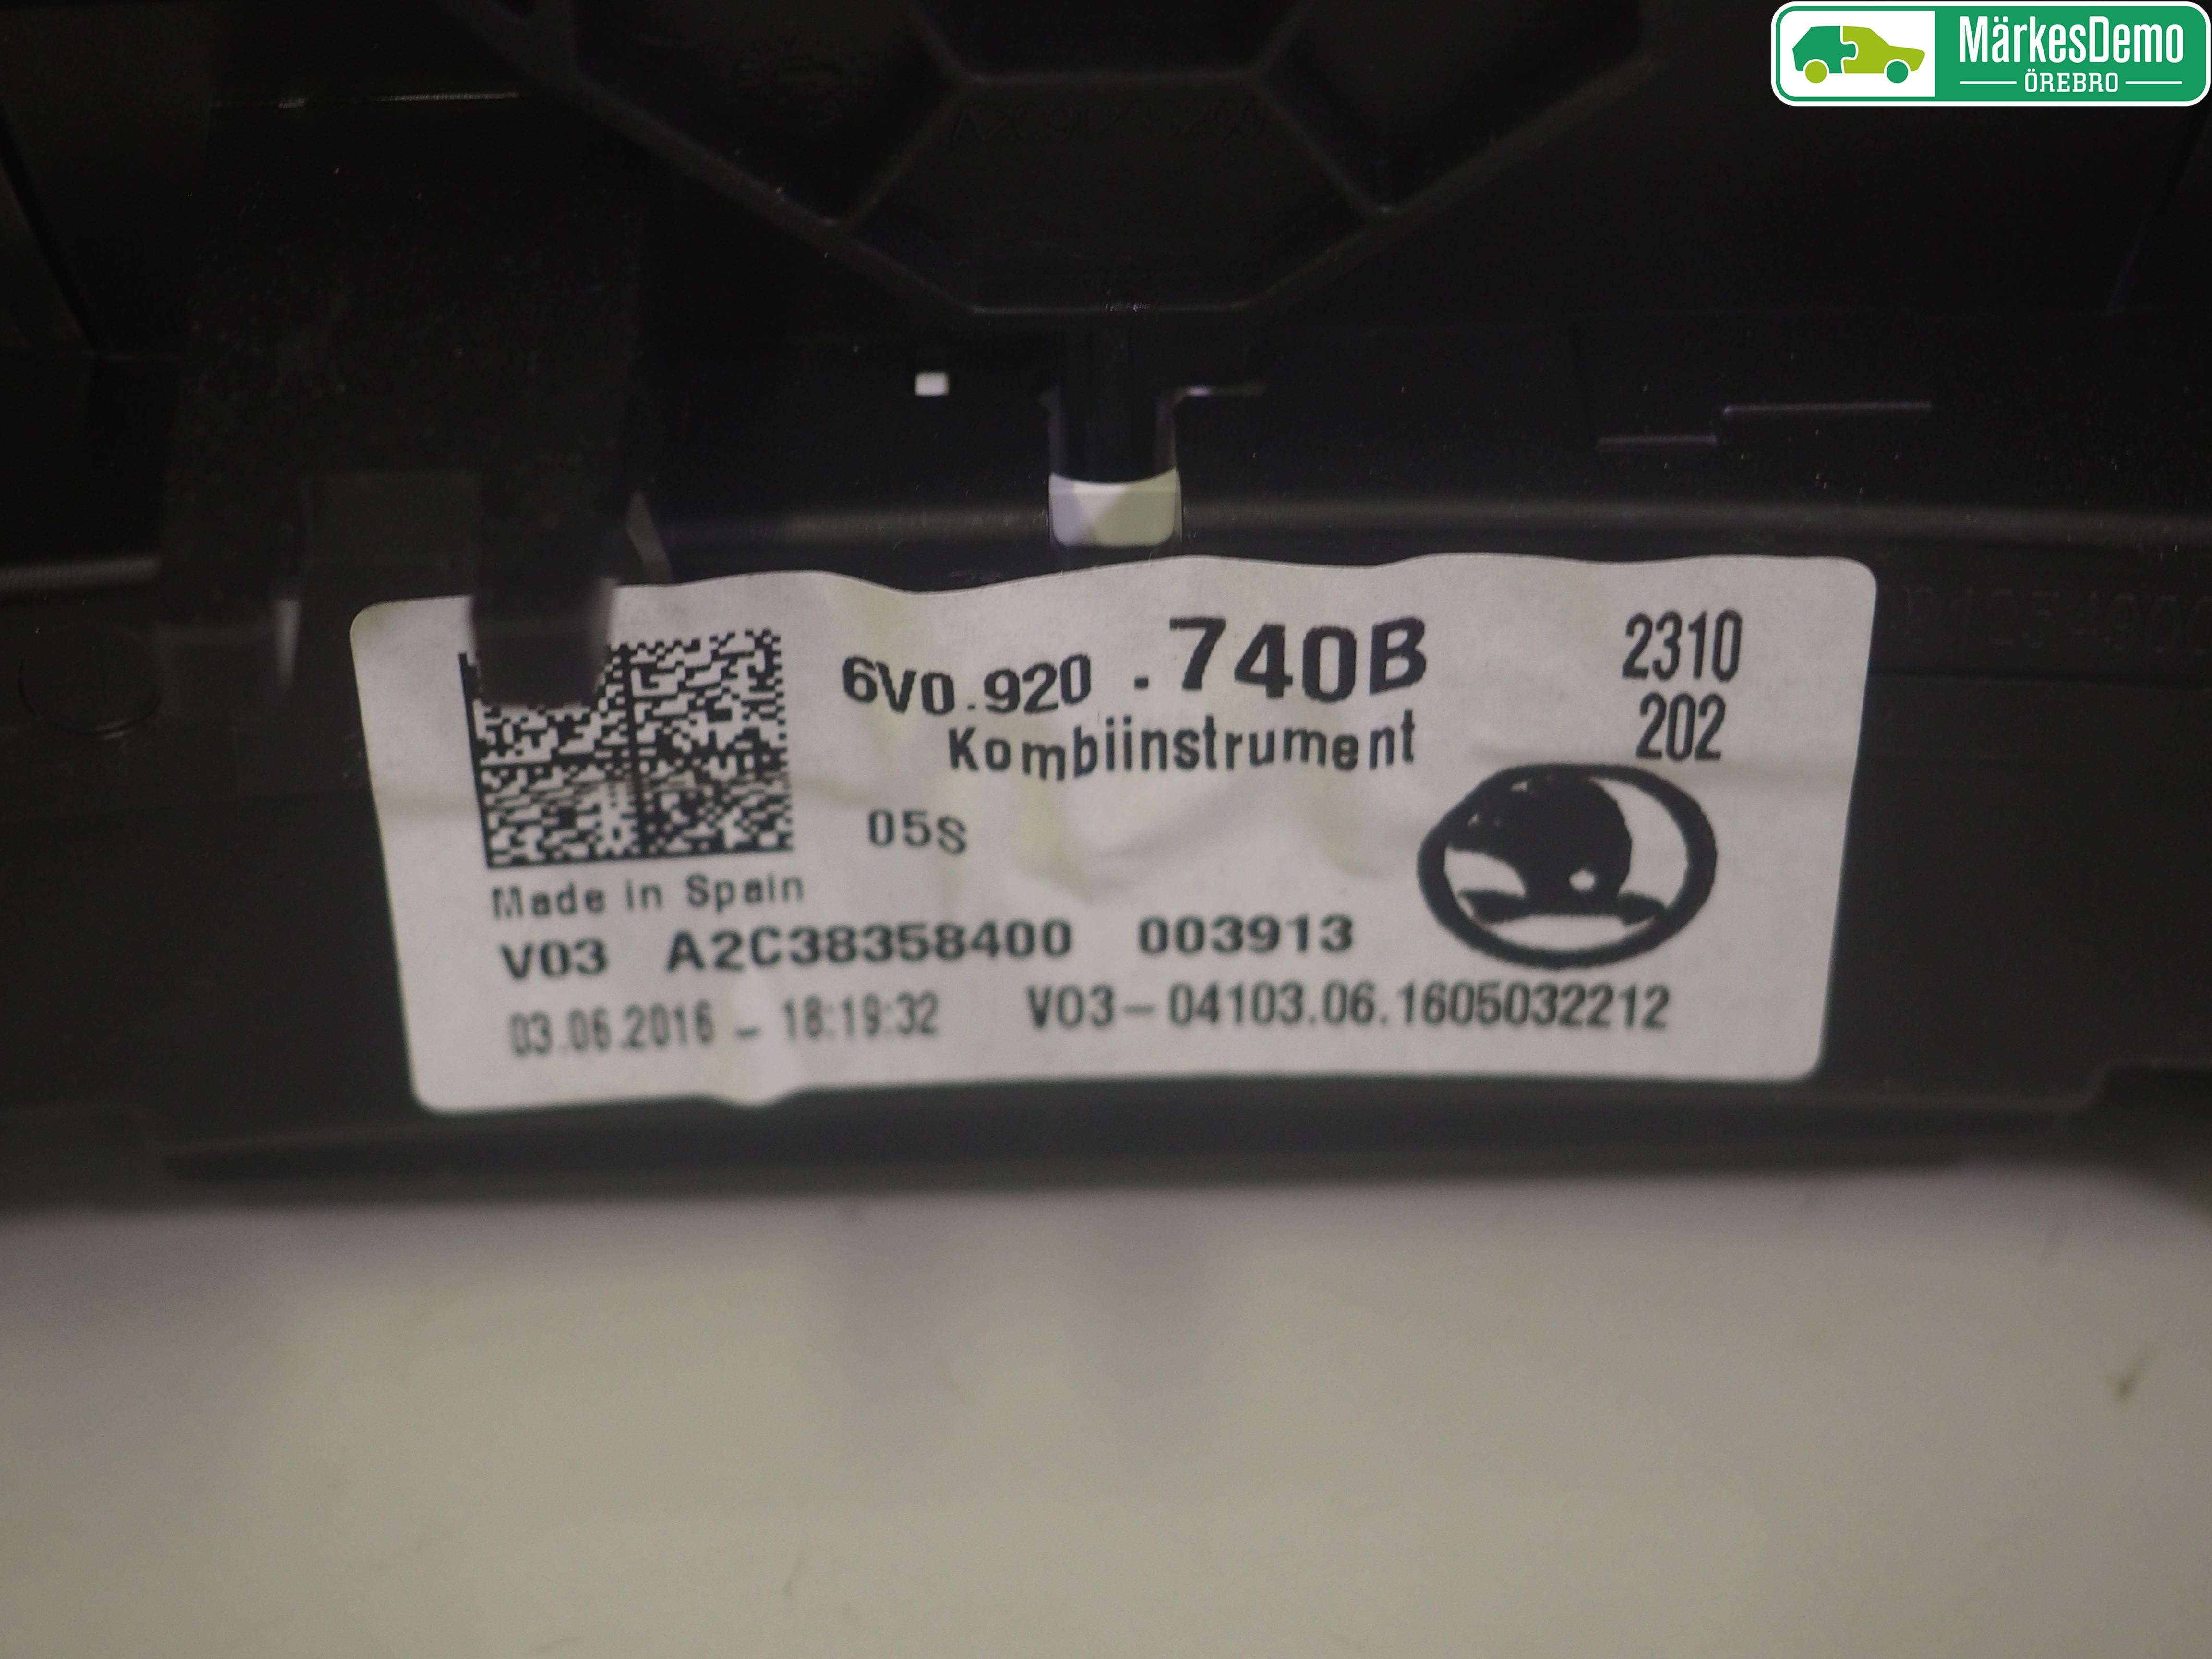 MärkesDemo
ÖREBRO
6V0.920.740B
2310
Kombiinstrument
202
05S
Made in Spain
V03 A2C38358400 003913
03.06.2016 - 18:19:32 V03-04103.06.1605032212